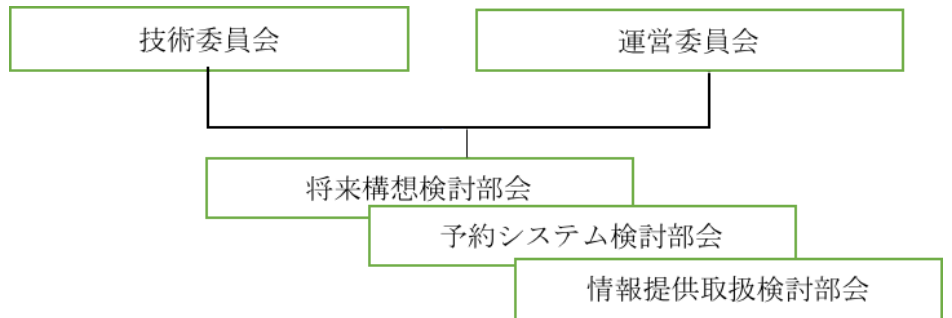 技術委員会
運営委員会
将来構想検討部会
予約システム検討部会
情報提供取扱検討部会